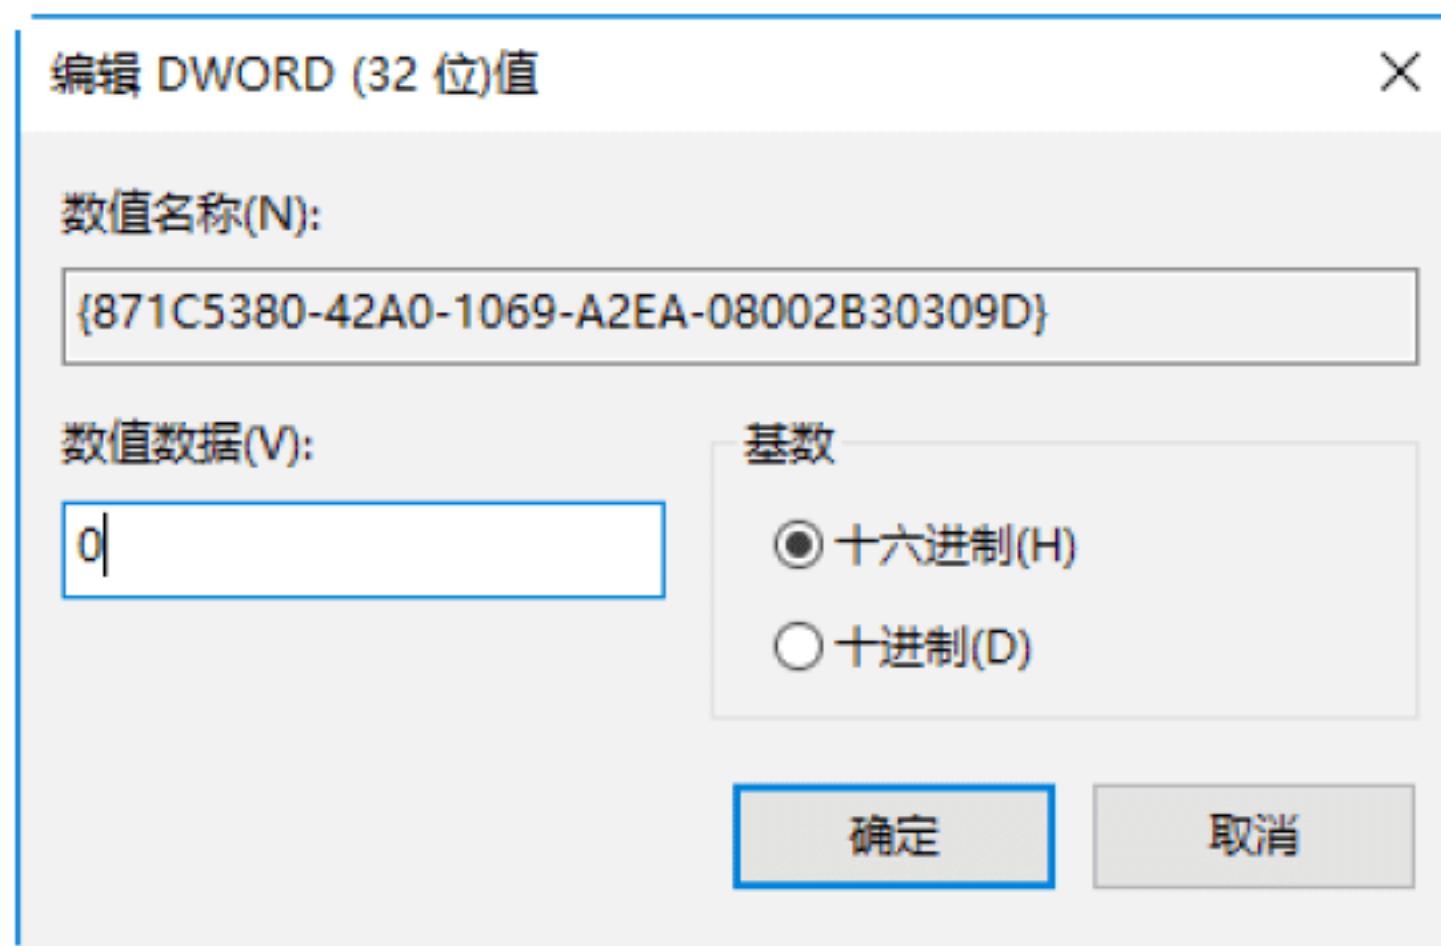 编辑 DWORD (32 位)值
数值名称(N):
{871C5380-42A0-1069-A2EA-08002B30309D}
数值数据(V):
基数
0
十六进制(H)
十进制(D)
确定
取消